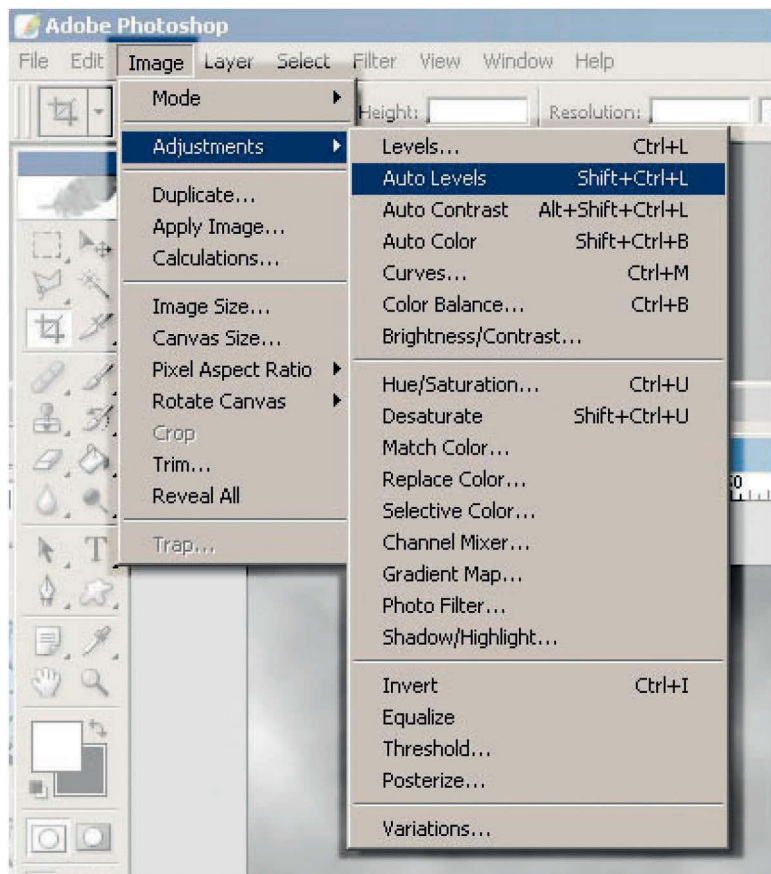 Adobe Photoshop
File Edit Image Layer Select Filter View Window Help
Height: Resolution:
Mode
Adjustments
Duplicate...
Apply Image...
Calculations...
Image Size...
Canvas Size...
Pixel Aspect Ratio
Rotate Canvas
Crop
Trim...
Reveal All
Trap...
Levels... Ctrl+L
Auto Levels Shift+Ctrl+L
Auto Contrast Alt+Shift+Ctrl+L
Auto Color Shift+Ctrl+B
Curves... Ctrl+M
Color Balance... Ctrl+B
Brightness/Contrast...
Hue/Saturation... Ctrl+U
Desaturate Shift+Ctrl+U
Match Color...
Replace Color...
Selective Color...
Channel Mixer...
Gradient Map...
Photo Filter...
Shadow/Highlight...
Invert Ctrl+I
Equalize
Threshold...
Posterize...
Variations...
T